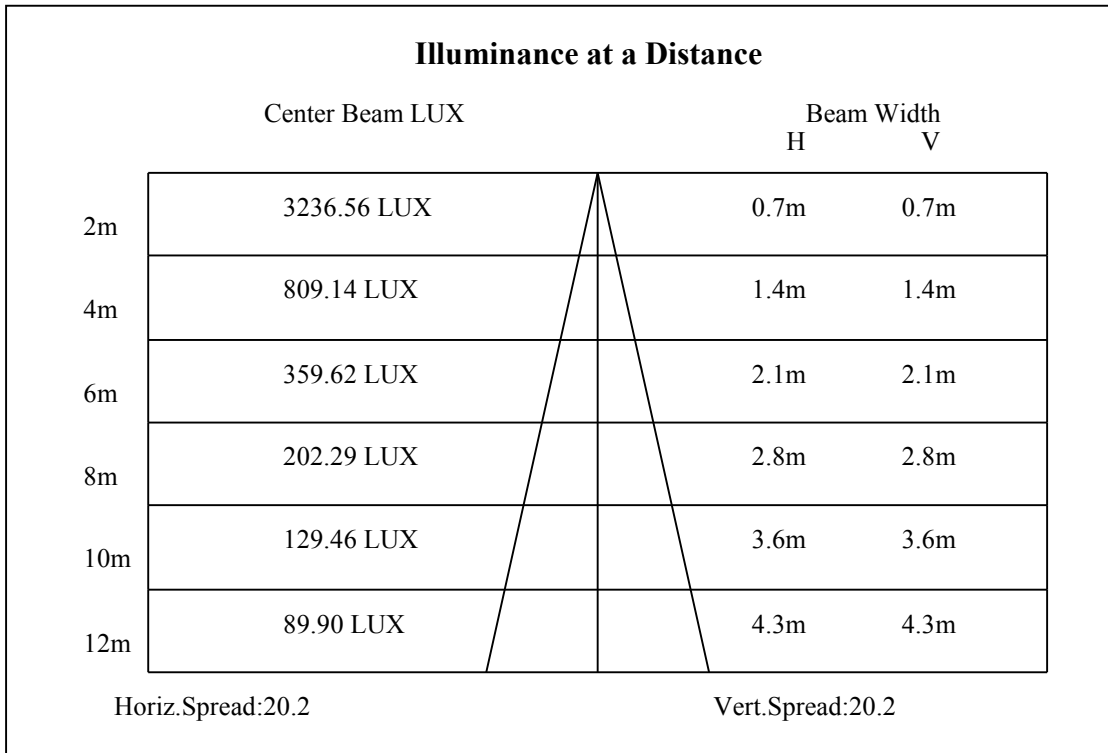 Illuminance at a Distance
Center Beam LUX Beam Width
H V
2m 3236.56 LUX 0.7m 0.7m
4m 809.14 LUX 1.4m 1.4m
6m 359.62 LUX 2.1m 2.1m
8m 202.29 LUX 2.8m 2.8m
10m 129.46 LUX 3.6m 3.6m
12m 89.90 LUX 4.3m 4.3m
Horiz.Spread:20.2 Vert.Spread:20.2